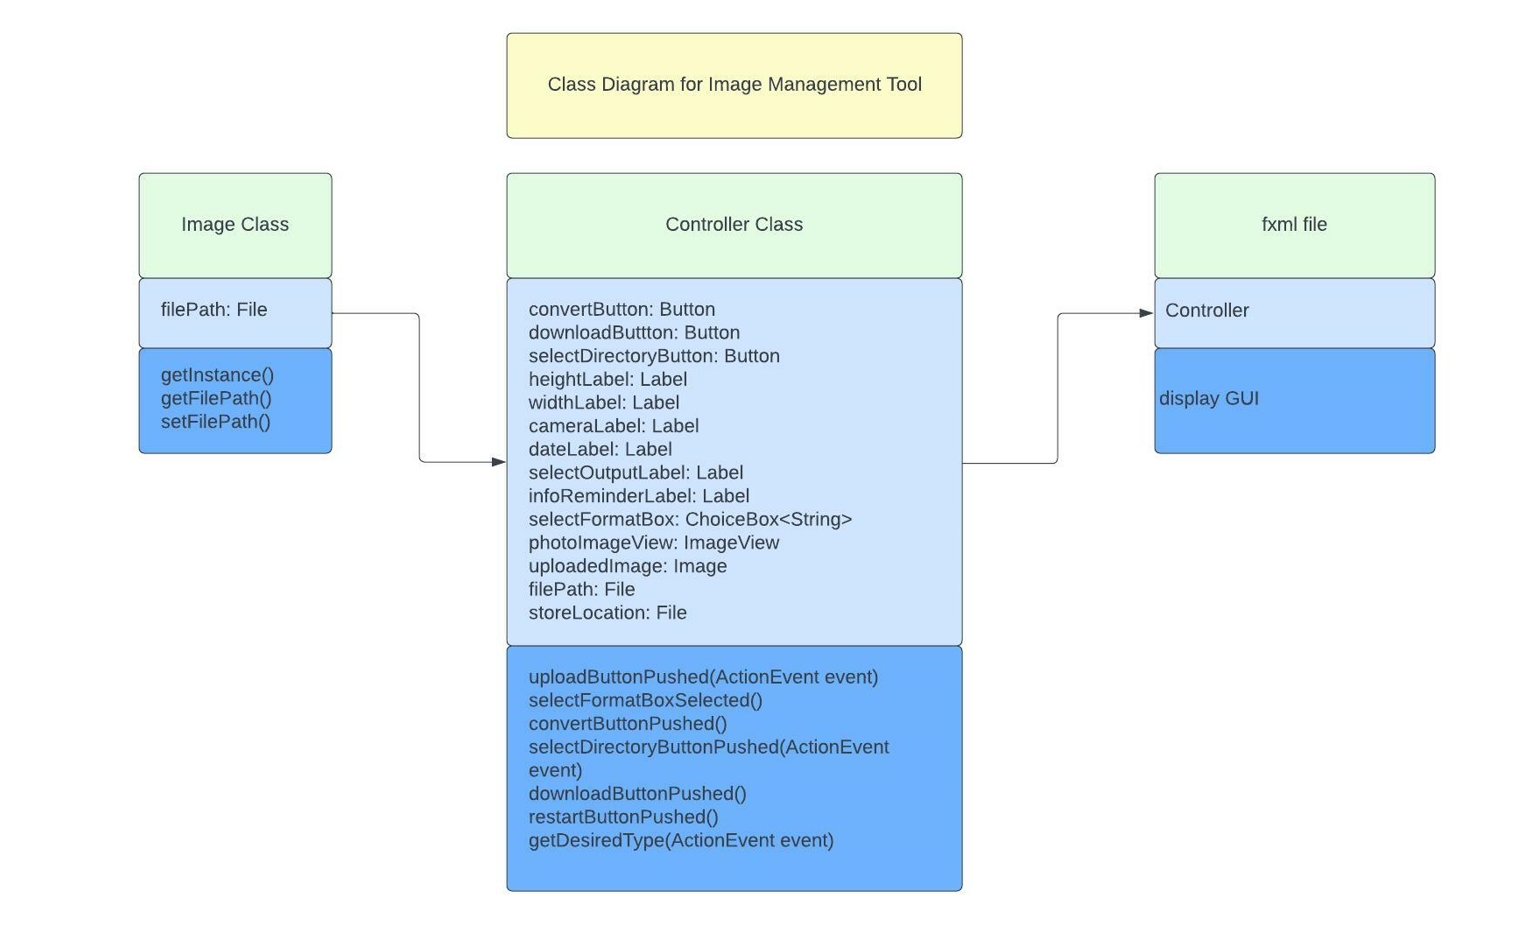 Class Diagram for Image Management Tool
Image Class
filePath: File
getInstance()
getFilePath()
setFilePath()
Controller Class
convertButton: Button
downloadButtton: Button
selectDirectoryButton: Button
heightLabel: Label
widthLabel: Label
cameraLabel: Label
dateLabel: Label
selectOutputLabel: Label
infoReminderLabel: Label
selectFormatBox: ChoiceBox<String>
photoImageView: ImageView
uploadedImage: Image
filePath: File
storeLocation: File
uploadButtonPushed(ActionEvent event)
selectFormatBoxSelected()
convertButtonPushed()
selectDirectoryButtonPushed(ActionEvent
event)
downloadButtonPushed()
restartButtonPushed()
getDesiredType(ActionEvent event)
fxml file
Controller
display GUI